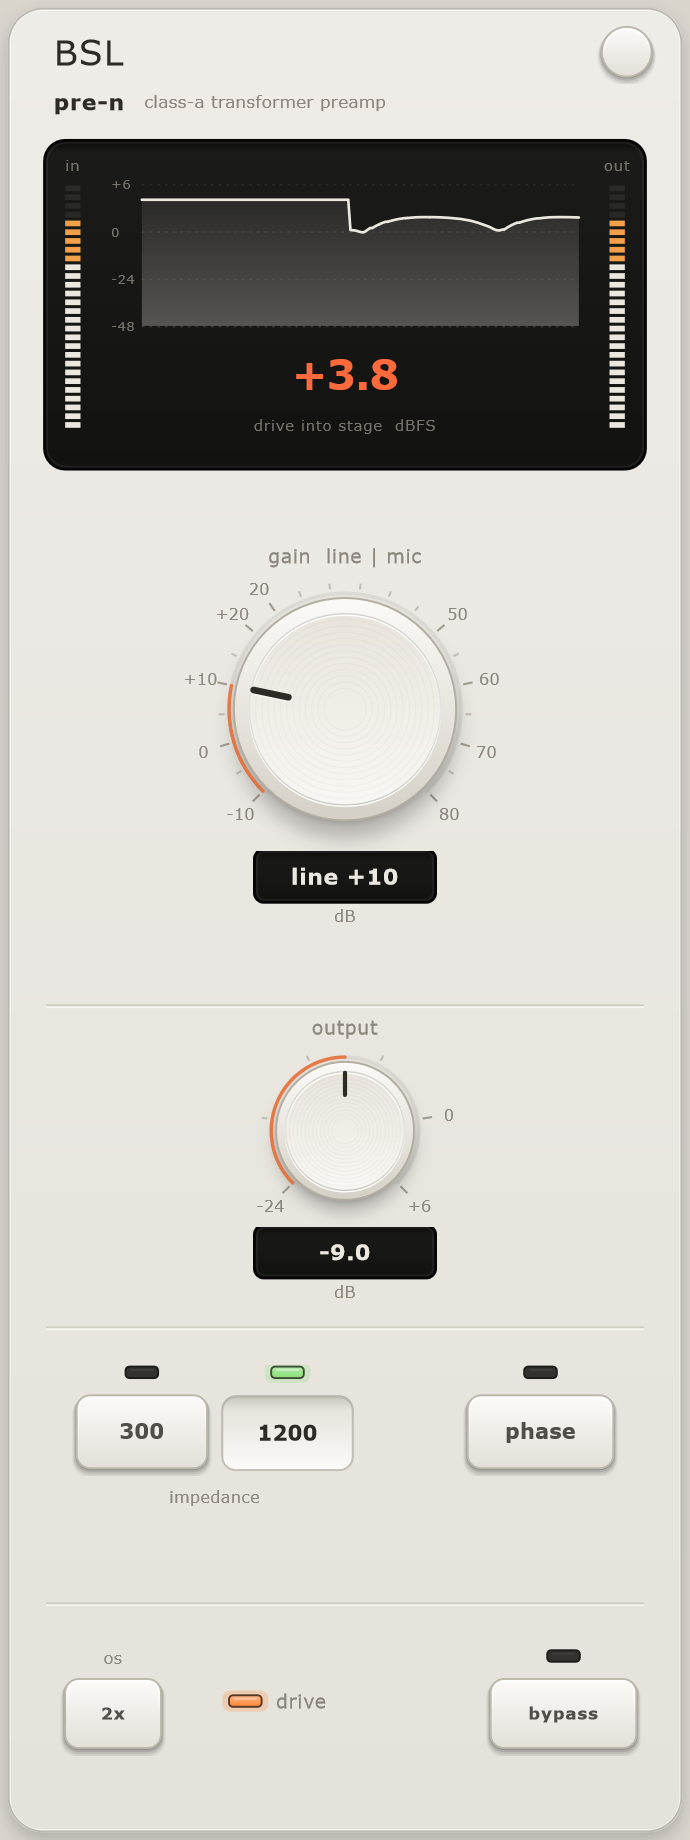 BSL
pre-n class-a transformer preamp
in out
+6
0
-24
-48
+3.8
drive into stage dBFS
gain line | mic
20
+20 50
+10 60
0 70
-10 80
line +10
dB
output
0
-24 +6
-9.0
dB
300 1200 phase
impedance
os
2x drive bypass